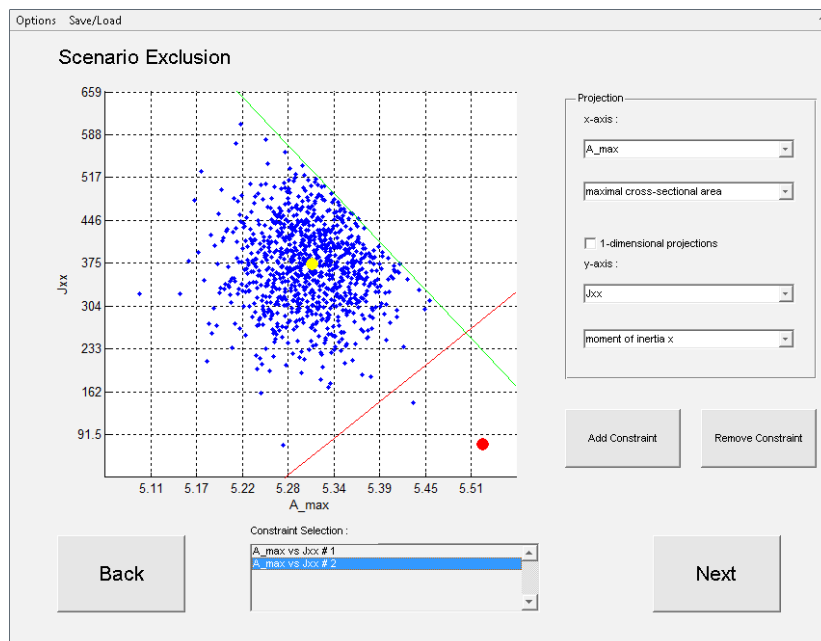 Options Save/Load
Scenario Exclusion
659
588
517
446
375
304
233
162
91.5
Jxx
5.11 5.17 5.22 5.28 5.34 5.39 5.45 5.51
A_max
Projection
x-axis :
A_max
maximal cross-sectional area
1-dimensional projections
y-axis :
Jxx
moment of inertia x
Add Constraint
Remove Constraint
Constraint Selection :
A_max vs Jxx # 1
A_max vs Jxx # 2
Back
Next